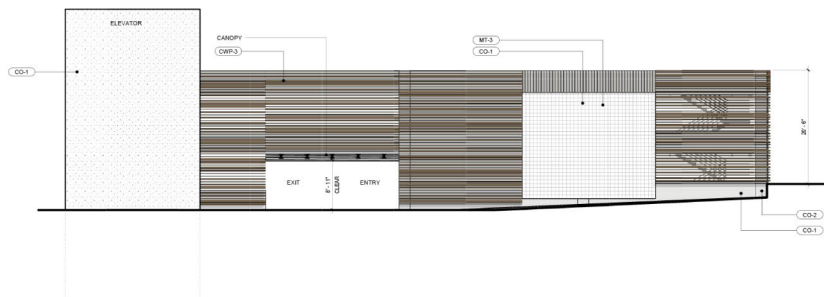 ELEVATOR
CANOPY
CWP-3
MT-3
CO-1
CO-1
20'-6"
EXIT
6'-11"
CLEAR
ENTRY
CO-2
CO-1